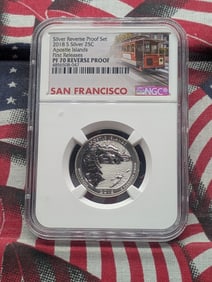 Silver Reverse Proof Set
2018 S Silver 25C
Apostle Islands
First Releases
PF 70 REVERSE PROOF
SAN FRANCISCO
NGC